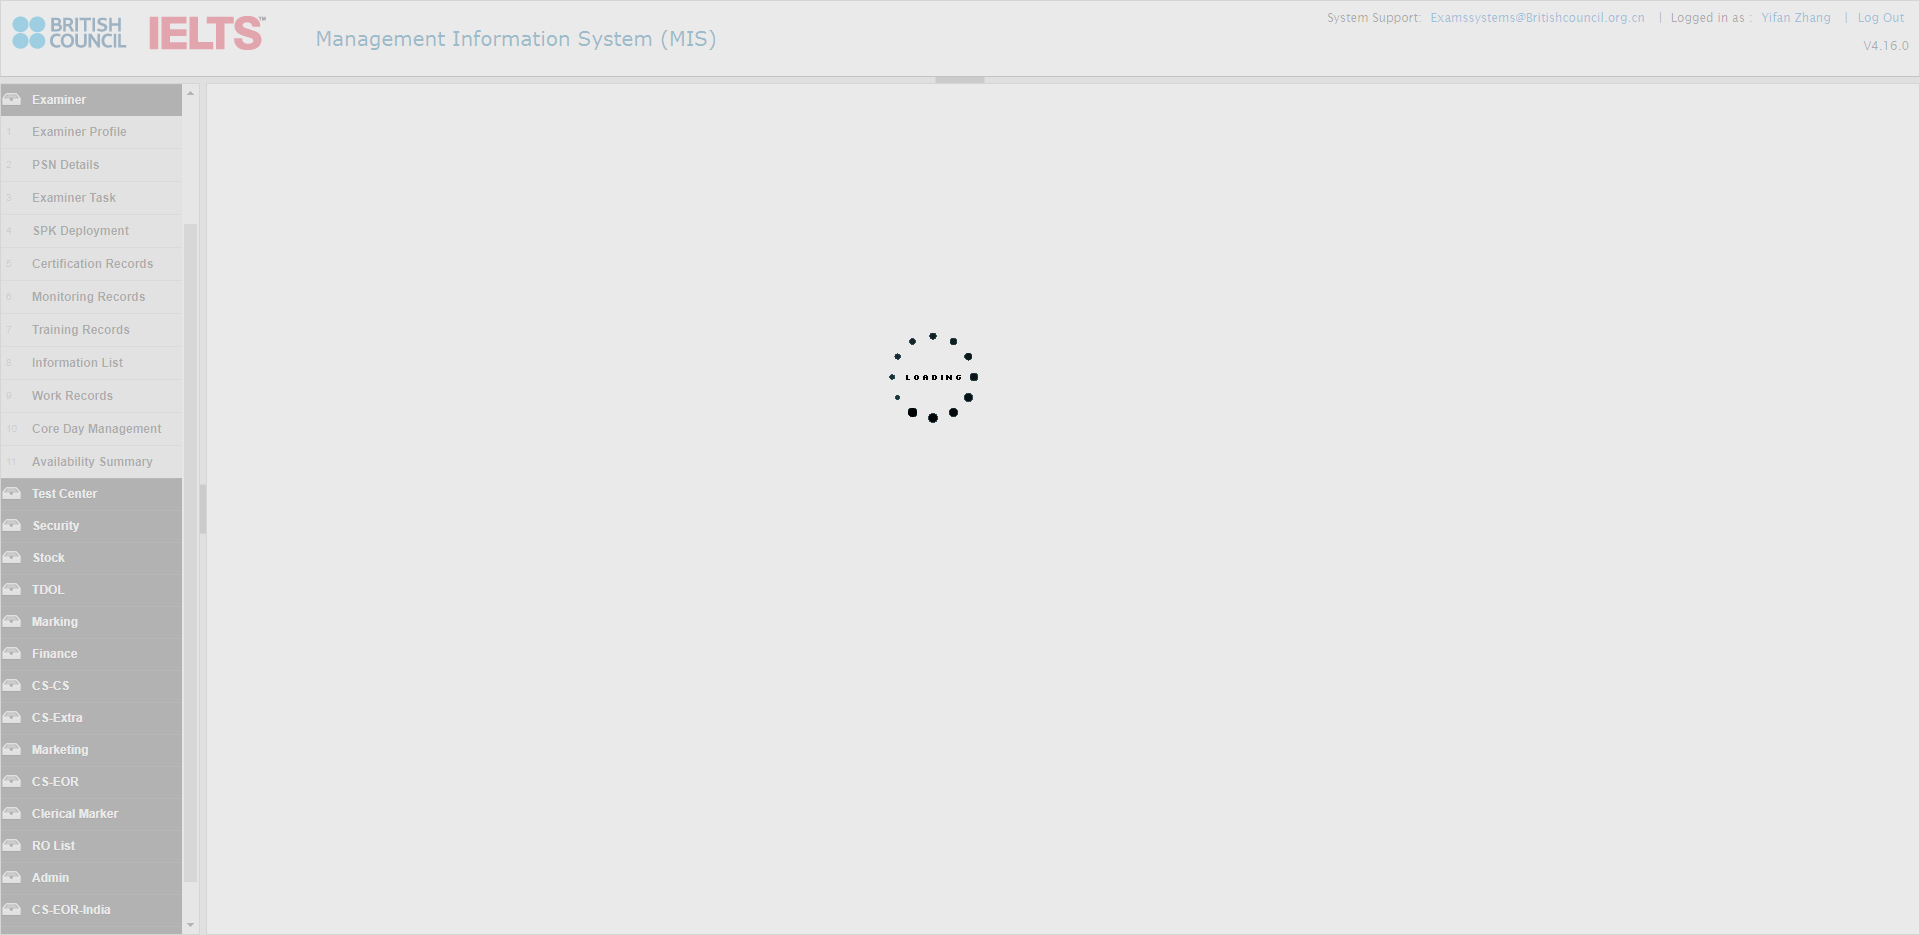 BRITISH
COUNCIL
IELTS™
Management Information System (MIS)
System Support: Examssystems@Britishcouncil.org.cn | Logged in as : Yifan Zhang | Log Out
V4.16.0
Examiner
1 Examiner Profile
2 PSN Details
3 Examiner Task
4 SPK Deployment
5 Certification Records
6 Monitoring Records
7 Training Records
8 Information List
9 Work Records
10 Core Day Management
11 Availability Summary
Test Center
Security
Stock
TDOL
Marking
Finance
CS-CS
CS-Extra
Marketing
CS-EOR
Clerical Marker
RO List
Admin
CS-EOR-India
LOADING